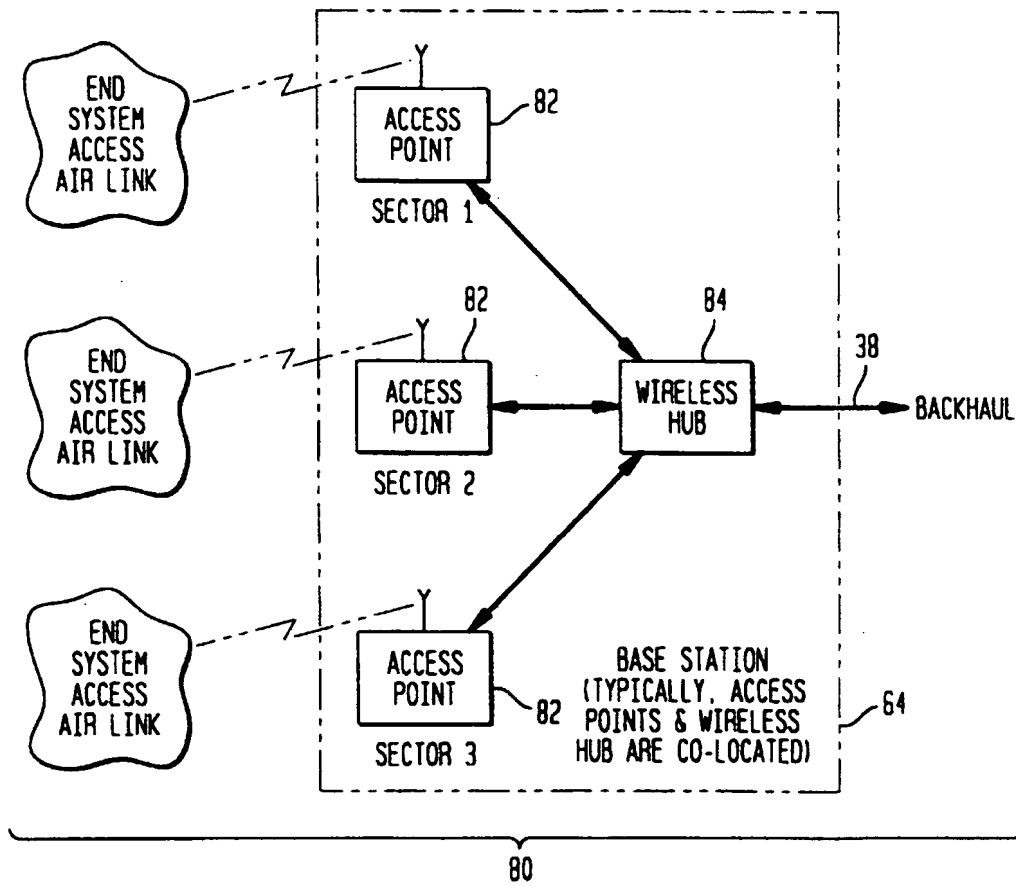 END
SYSTEM
ACCESS
AIR LINK
ACCESS
POINT
82
SECTOR 1
END
SYSTEM
ACCESS
AIR LINK
82
ACCESS
POINT
SECTOR 2
84
WIRELESS
HUB
38
BACKHAUL
END
SYSTEM
ACCESS
AIR LINK
ACCESS
POINT
82
SECTOR 3
BASE STATION
(TYPICALLY, ACCESS
POINTS & WIRELESS
HUB ARE CO-LOCATED)
64
80